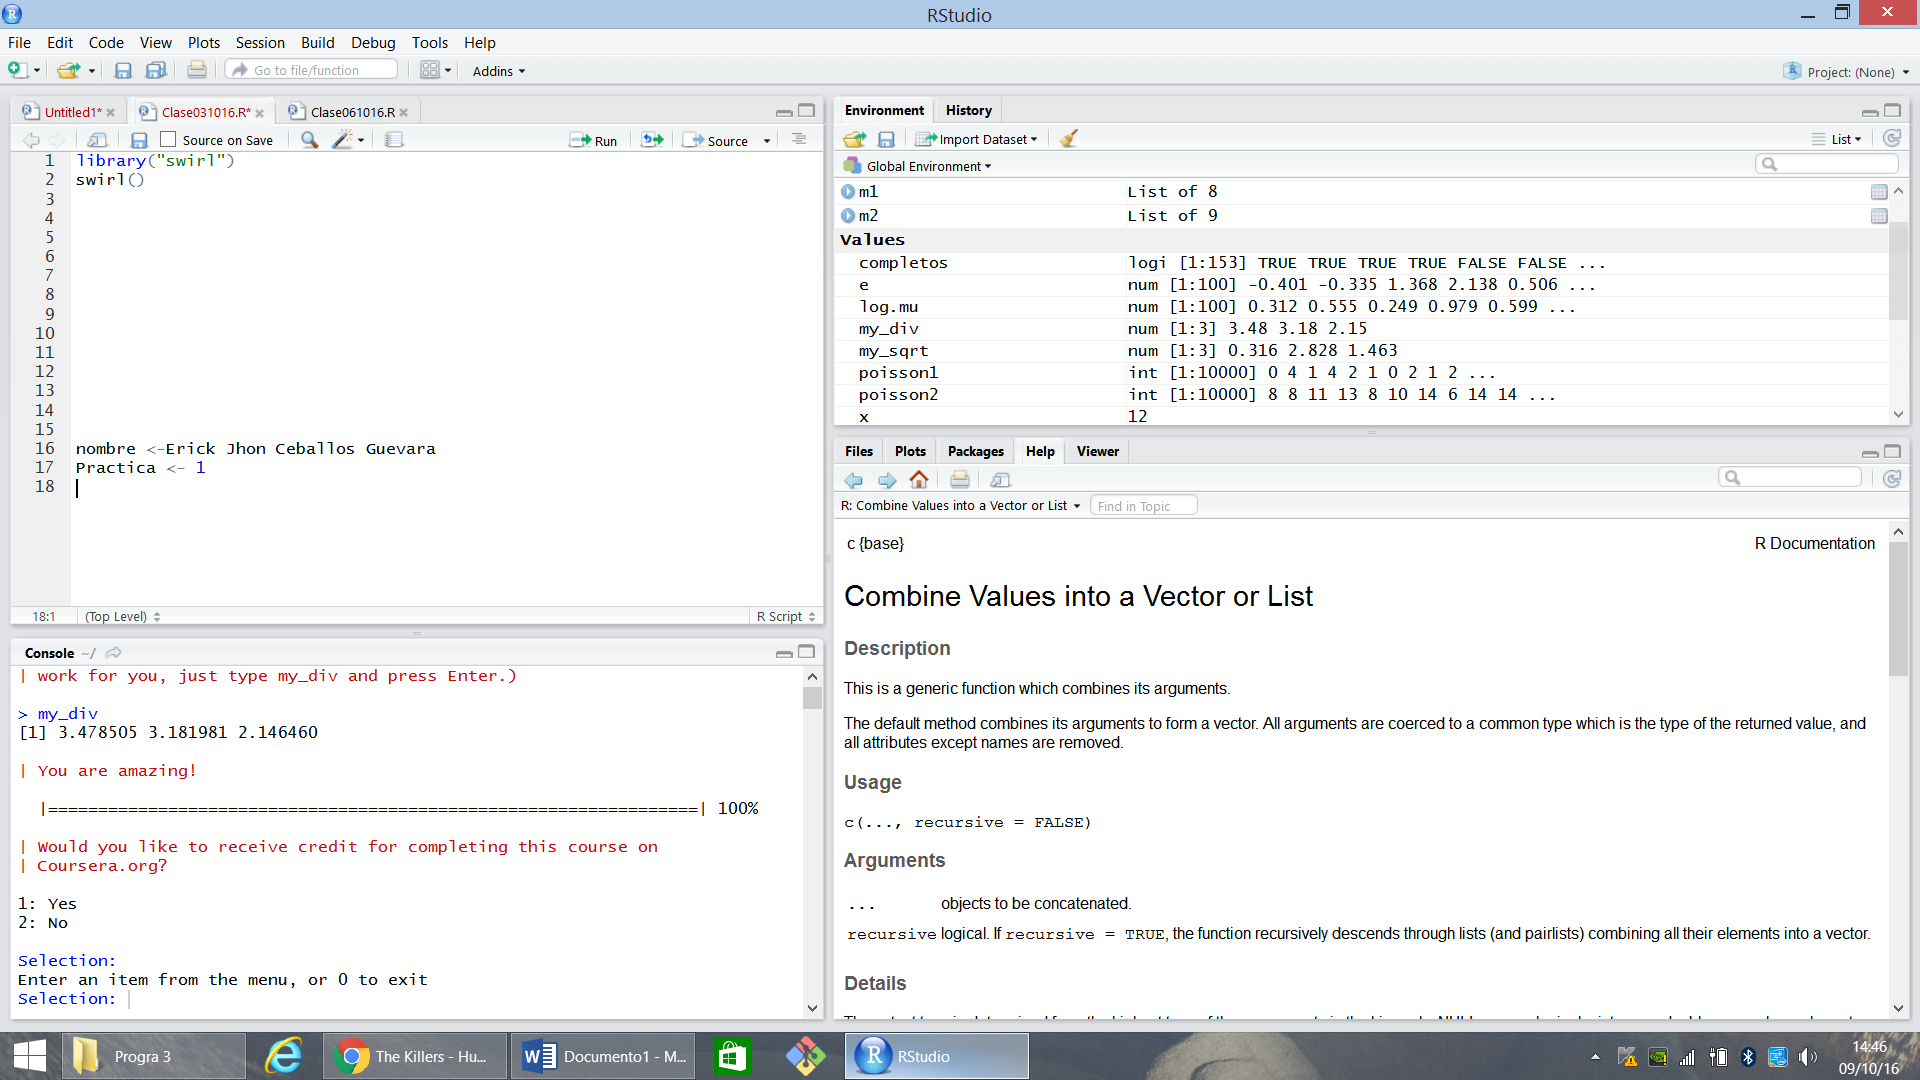 RStudio
File Edit Code View Plots Session Build Debug Tools Help
Go to file/function Addins Project: (None)
Untitled1* Clase031016.R* Clase061016.R
Source on Save Run Source
1 library("swirl")
2 swirl()
3
4
5
6
7
8
9
10
11
12
13
14
15
16 nombre <-Erick Jhon Ceballos Guevara
17 Practica <- 1
18
18:1 (Top Level) R Script
Console ~/
| work for you, just type my_div and press Enter.)
> my_div
[1] 3.478505 3.181981 2.146460
| You are amazing!
|=================================================================| 100%
| Would you like to receive credit for completing this course on
| Coursera.org?
1: Yes
2: No
Selection:
Enter an item from the menu, or 0 to exit
Selection:
Environment History
Import Dataset List
Global Environment
m1 List of 8
m2 List of 9
Values
completos logi [1:153] TRUE TRUE TRUE TRUE FALSE FALSE ...
e num [1:100] -0.401 -0.335 1.368 2.138 0.506 ...
log.mu num [1:100] 0.312 0.555 0.249 0.979 0.599 ...
my_div num [1:3] 3.48 3.18 2.15
my_sqrt num [1:3] 0.316 2.828 1.463
poisson1 int [1:10000] 0 4 1 4 2 1 0 2 1 2 ...
poisson2 int [1:10000] 8 8 11 13 8 10 14 6 14 14 ...
x 12
Files Plots Packages Help Viewer
R: Combine Values into a Vector or List Find in Topic
c {base} R Documentation
Combine Values into a Vector or List
Description
This is a generic function which combines its arguments.
The default method combines its arguments to form a vector. All arguments are coerced to a common type which is the type of the returned value, and
all attributes except names are removed.
Usage
c(..., recursive = FALSE)
Arguments
... objects to be concatenated.
recursive logical. If recursive = TRUE, the function recursively descends through lists (and pairlists) combining all their elements into a vector.
Details
Progra 3 The Killers - Hu... Documento1 - M... RStudio
14:46
09/10/16